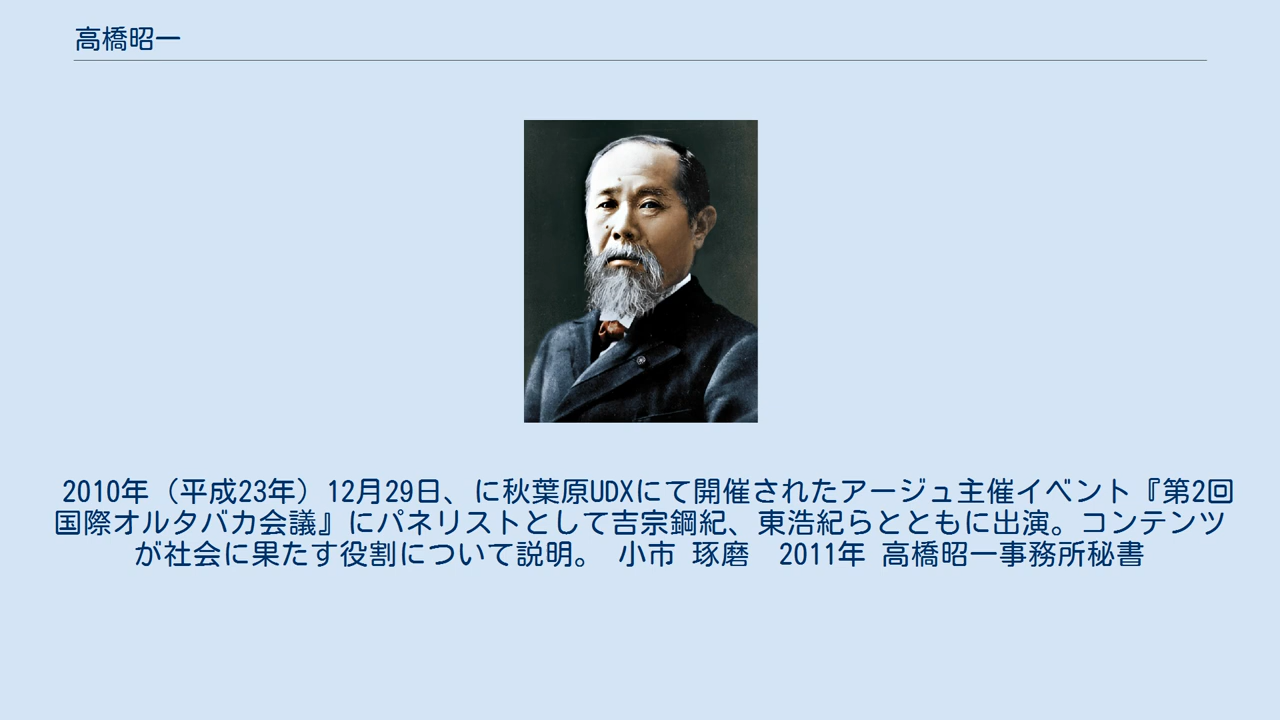 高橋昭一
2010年（平成23年）12月29日、に秋葉原UDXにて開催されたアージュ主催イベント『第2回
国際オルタバカ会議』にパネリストとして吉宗鋼紀、東浩紀らとともに出演。コンテンツ
が社会に果たす役割について説明。 小市 琢磨　2011年 高橋昭一事務所秘書